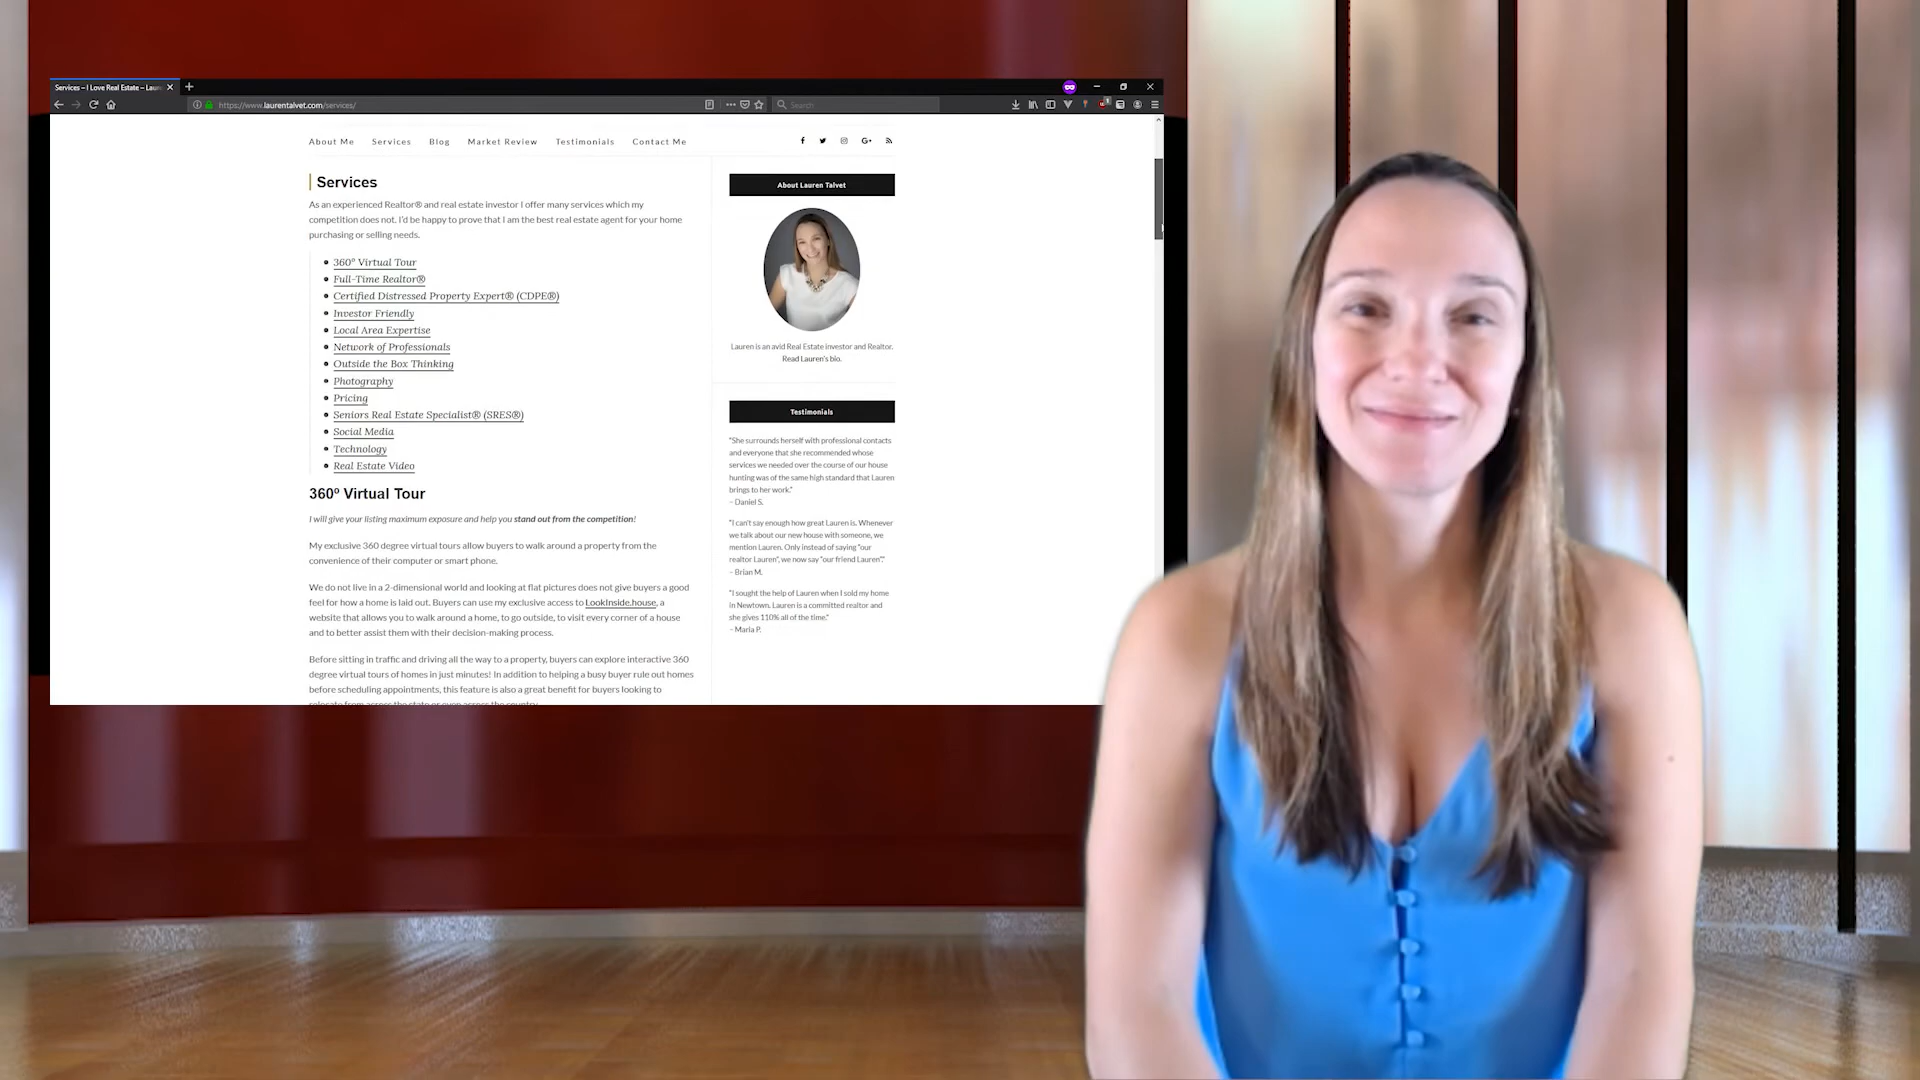 Services – I Love Real Estate – Laur
https://www.laurentalvet.com/services/
Search
About Me Services Blog Market Review Testimonials Contact Me
Services
As an experienced Realtor® and real estate investor I offer many services which my
competition does not. I'd be happy to prove that I am the best real estate agent for your home
purchasing or selling needs.
360º Virtual Tour
Full-Time Realtor®
Certified Distressed Property Expert® (CDPE®)
Investor Friendly
Local Area Expertise
Network of Professionals
Outside the Box Thinking
Photography
Pricing
Seniors Real Estate Specialist® (SRES®)
Social Media
Technology
Real Estate Video
360º Virtual Tour
I will give your listing maximum exposure and help you stand out from the competition!
My exclusive 360 degree virtual tours allow buyers to walk around a property from the
convenience of their computer or smart phone.
We do not live in a 2-dimensional world and looking at flat pictures does not give buyers a good
feel for how a home is laid out. Buyers can use my exclusive access to LookInside.house, a
website that allows you to walk around a home, to go outside, to visit every corner of a house
and to better assist them with their decision-making process.
Before sitting in traffic and driving all the way to a property, buyers can explore interactive 360
degree virtual tours of homes in just minutes! In addition to helping a busy buyer rule out homes
before scheduling appointments, this feature is also a great benefit for buyers looking to
relocate from across the state or even across the country.
About Lauren Talvet
Lauren is an avid Real Estate investor and Realtor.
Read Lauren's bio.
Testimonials
"She surrounds herself with professional contacts
and everyone that she recommended whose
services we needed over the course of our house
hunting was of the same high standard that Lauren
brings to her work."
– Daniel S.
"I can't say enough how great Lauren is. Whenever
we talk about our new house with someone, we
mention Lauren. Only instead of saying "our
realtor Lauren", we now say "our friend Lauren"."
– Brian M.
"I sought the help of Lauren when I sold my home
in Newtown. Lauren is a committed realtor and
she gives 110% all of the time."
– Maria P.